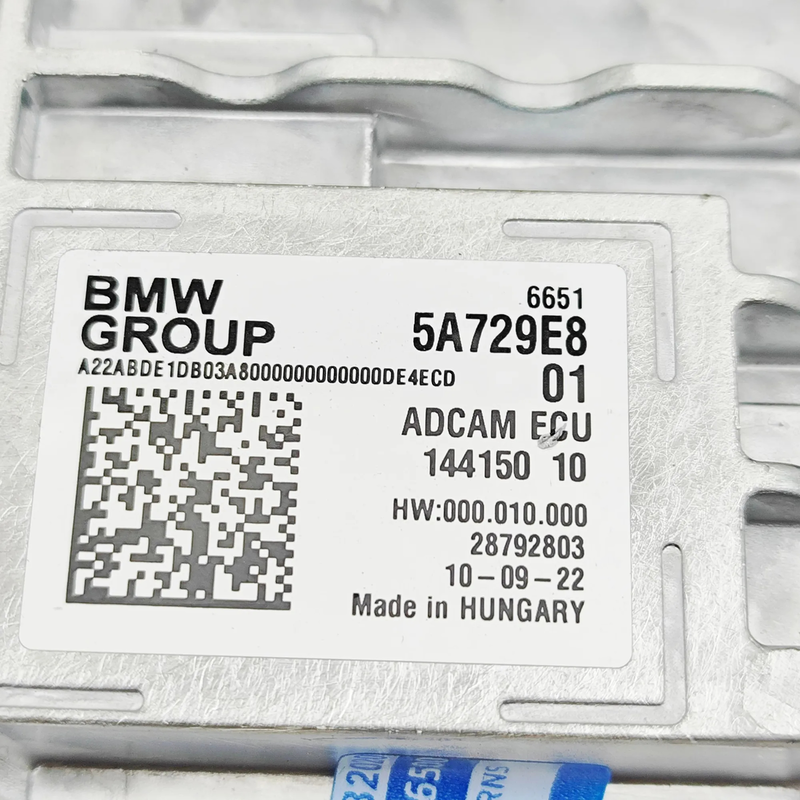 BMW
GROUP
6651
5A729E8
01
A22ABDE1DB03A8000000000000DE4ECD
ADCAM ECU
144150 10
HW:000.010.000
28792803
10-09-22
Made in HUNGARY